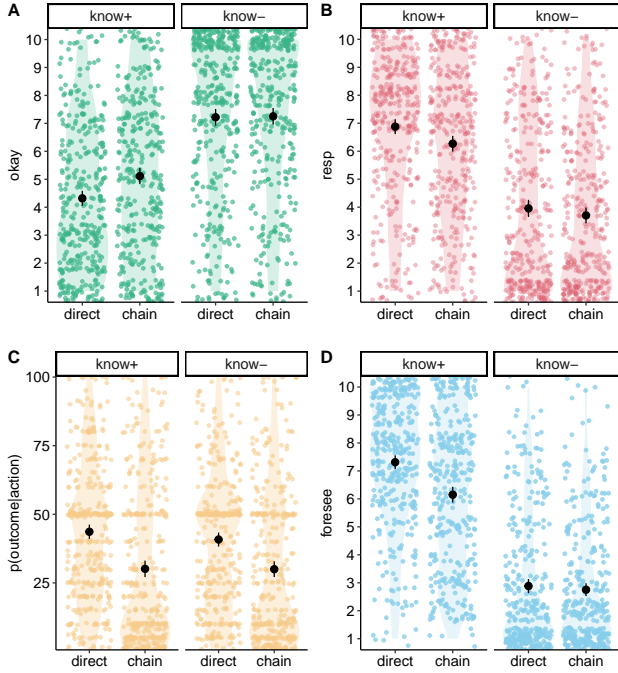 A
know+
know−
okay
10
9
8
7
6
5
4
3
2
1
direct
chain
direct
chain
B
know+
know−
resp
10
9
8
7
6
5
4
3
2
1
direct
chain
direct
chain
C
know+
know−
p(outcome|action)
100
75
50
25
direct
chain
direct
chain
D
know+
know−
foresee
10
9
8
7
6
5
4
3
2
1
direct
chain
direct
chain